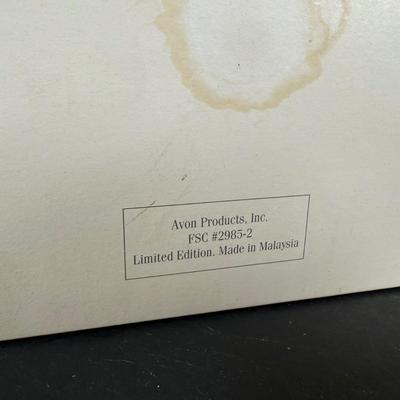 Avon Products, Inc.
FSC #2985-2
Limited Edition. Made in Malaysia